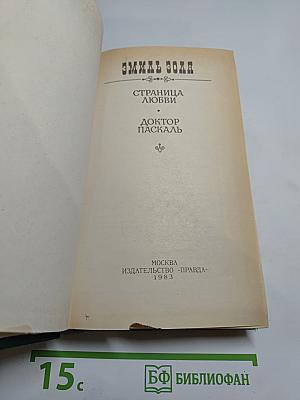 ЭМИЛЬ ЗОЛЯ
СТРАНИЦА
ЛЮБВИ
ДОКТОР
ПАСКАЛЬ
МОСКВА
ИЗДАТЕЛЬСТВО «ПРАВДА»
1983
15с
БФ БИБЛИОФАН